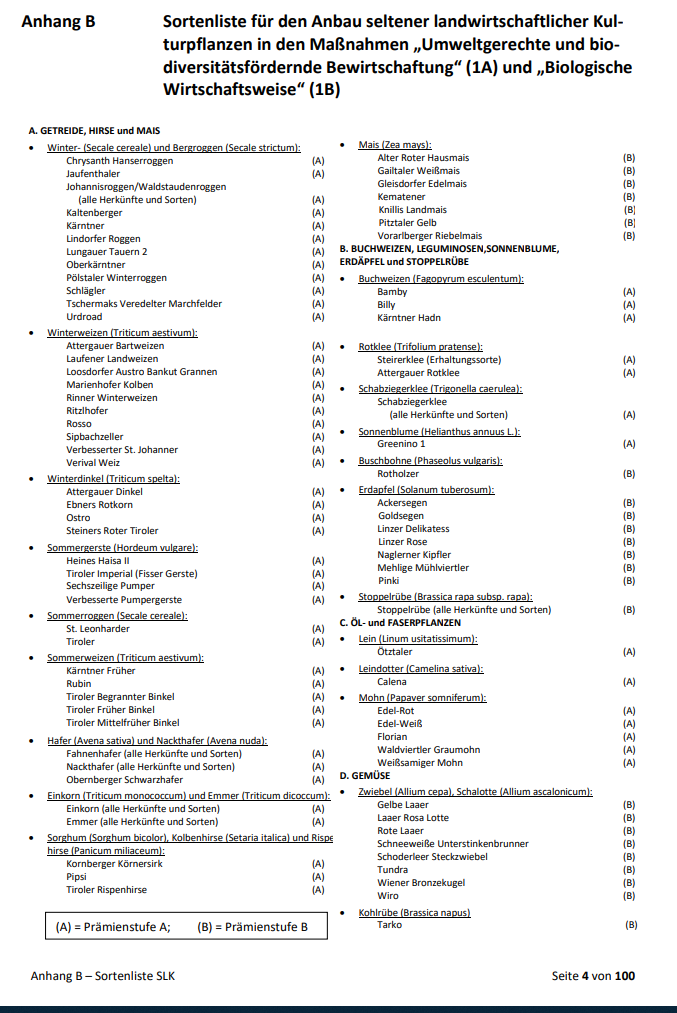 Anhang B
Sortenliste für den Anbau seltener landwirtschaftlicher Kul-
turpflanzen in den Maßnahmen „Umweltgerechte und bio-
diversitätsfördernde Bewirtschaftung“ (1A) und „Biologische
Wirtschaftsweise“ (1B)
A. GETREIDE, HIRSE und MAIS
• Winter- (Secale cereale) und Bergroggen (Secale strictum):
Chrysanth Hanserroggen (A)
Jaufenthaler (A)
Johannisroggen/Waldstaudenroggen
(alle Herkünfte und Sorten) (A)
Kaltenberger (A)
Kärntner (A)
Lindorfer Roggen (A)
Lungauer Tauern 2 (A)
Oberkärntner (A)
Pölstaler Winterroggen (A)
Schlägler (A)
Tschermaks Veredelter Marchfelder (A)
Urdroad (A)
• Winterweizen (Triticum aestivum):
Attergauer Bartweizen (A)
Laufener Landweizen (A)
Loosdorfer Austro Bankut Grannen (A)
Marienhofer Kolben (A)
Rinner Winterweizen (A)
Ritzlhofer (A)
Rosso (A)
Sipbachzeller (A)
Verbesserter St. Johanner (A)
Verival Weiz (A)
• Winterdinkel (Triticum spelta):
Attergauer Dinkel (A)
Ebners Rotkorn (A)
Ostro (A)
Steiners Roter Tiroler (A)
• Sommergerste (Hordeum vulgare):
Heines Haisa II (A)
Tiroler Imperial (Fisser Gerste) (A)
Sechszeilige Pumper (A)
Verbesserte Pumpergerste (A)
• Sommerroggen (Secale cereale):
St. Leonharder (A)
Tiroler (A)
• Sommerweizen (Triticum aestivum):
Kärntner Früher (A)
Rubin (A)
Tiroler Begrannter Binkel (A)
Tiroler Früher Binkel (A)
Tiroler Mittelfrüher Binkel (A)
• Hafer (Avena sativa) und Nackthafer (Avena nuda):
Fahnenhafer (alle Herkünfte und Sorten) (A)
Nackthafer (alle Herkünfte und Sorten) (A)
Obernberger Schwarzhafer (A)
• Einkorn (Triticum monococcum) und Emmer (Triticum dicoccum):
Einkorn (alle Herkünfte und Sorten) (A)
Emmer (alle Herkünfte und Sorten) (A)
• Sorghum (Sorghum bicolor), Kolbenhirse (Setaria italica) und Rispe
hirse (Panicum miliaceum):
Kornberger Körnersirk (A)
Pipsi (A)
Tiroler Rispenhirse (A)
(A) = Prämienstufe A; (B) = Prämienstufe B
• Mais (Zea mays):
Alter Roter Hausmais (B)
Gailtaler Weißmais (B)
Gleisdorfer Edelmais (B)
Kematener (B)
Knillis Landmais (B)
Pitztaler Gelb (B)
Vorarlberger Riebelmais (B)
B. BUCHWEIZEN, LEGUMINOSEN,SONNENBLUME,
ERDÄPFEL und STOPPELRÜBE
• Buchweizen (Fagopyrum esculentum):
Bamby (A)
Billy (A)
Kärntner Hadn (A)
• Rotklee (Trifolium pratense):
Steirerklee (Erhaltungssorte) (A)
Attergauer Rotklee (A)
• Schabziegerklee (Trigonella caerulea):
Schabziegerklee
(alle Herkünfte und Sorten) (A)
• Sonnenblume (Helianthus annuus L.):
Greenino 1 (A)
• Buschbohne (Phaseolus vulgaris):
Rotholzer (B)
• Erdapfel (Solanum tuberosum):
Ackersegen (B)
Goldsegen (B)
Linzer Delikatess (B)
Linzer Rose (B)
Naglerner Kipfler (B)
Mehlige Mühlviertler (B)
Pinki (B)
• Stoppelrübe (Brassica rapa subsp. rapa):
Stoppelrübe (alle Herkünfte und Sorten) (B)
C. ÖL- und FASERPFLANZEN
• Lein (Linum usitatissimum):
Ötztaler (A)
• Leindotter (Camelina sativa):
Calena (A)
• Mohn (Papaver somniferum):
Edel-Rot (A)
Edel-Weiß (A)
Florian (A)
Waldviertler Graumohn (A)
Weißsamiger Mohn (A)
D. GEMÜSE
• Zwiebel (Allium cepa), Schalotte (Allium ascalonicum):
Gelbe Laaer (B)
Laaer Rosa Lotte (B)
Rote Laaer (B)
Schneeweiße Unterstinkenbrunner (B)
Schoderleer Steckzwiebel (B)
Tundra (B)
Wiener Bronzekugel (B)
Wiro (B)
• Kohlrübe (Brassica napus)
Tarko (B)
Anhang B – Sortenliste SLK Seite 4 von 100